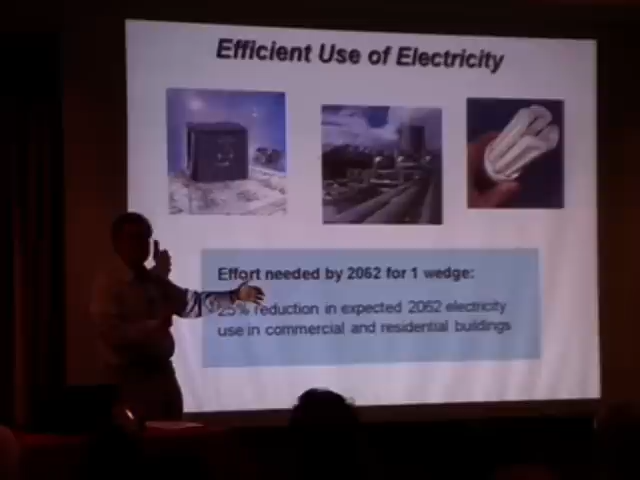 Efficient Use of Electricity
Effort needed by 2062 for 1 wedge:
25% reduction in expected 2062 electricity
use in commercial and residential buildings